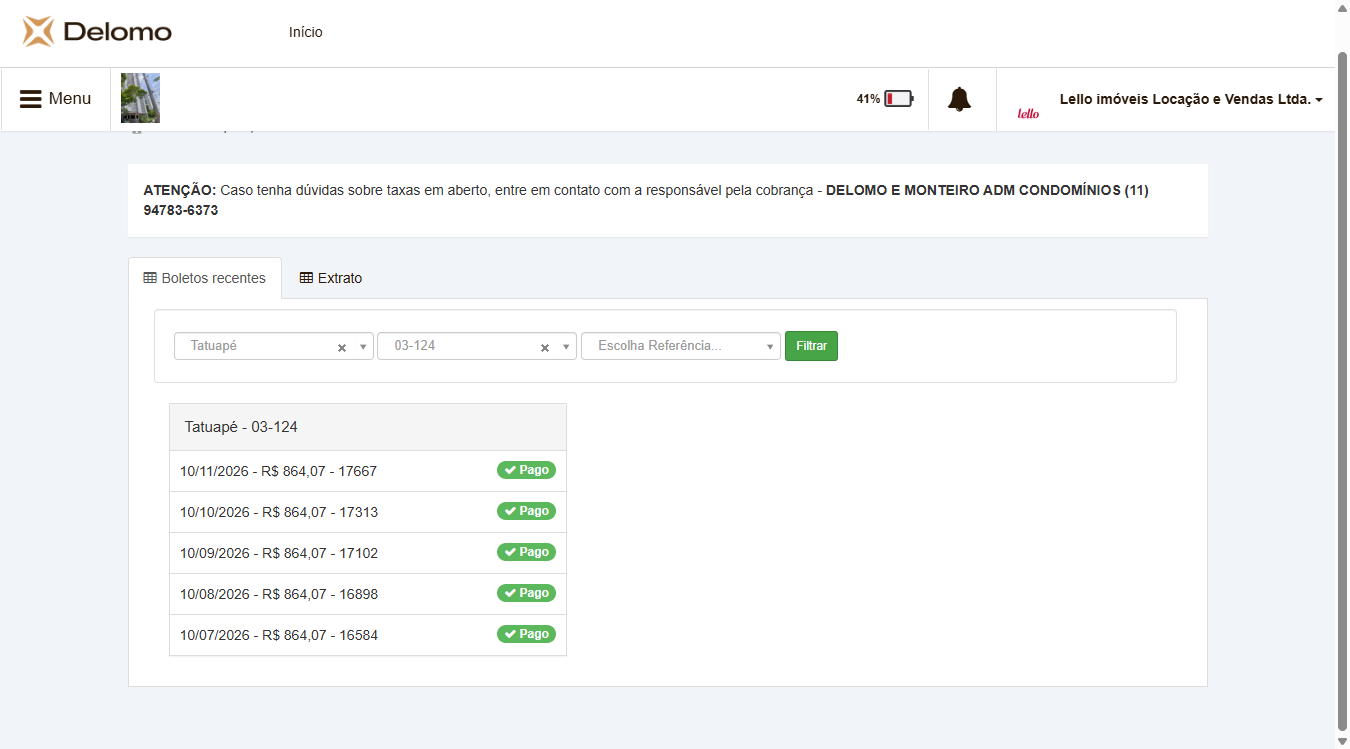 Delomo
Início
Menu
41%
lello
Lello imóveis Locação e Vendas Ltda.
ATENÇÃO: Caso tenha dúvidas sobre taxas em aberto, entre em contato com a responsável pela cobrança - DELOMO E MONTEIRO ADM CONDOMÍNIOS (11)
94783-6373
Boletos recentes
Extrato
Tatuapé
03-124
Escolha Referência...
Filtrar
Tatuapé - 03-124
10/11/2026 - R$ 864,07 - 17667 Pago
10/10/2026 - R$ 864,07 - 17313 Pago
10/09/2026 - R$ 864,07 - 17102 Pago
10/08/2026 - R$ 864,07 - 16898 Pago
10/07/2026 - R$ 864,07 - 16584 Pago